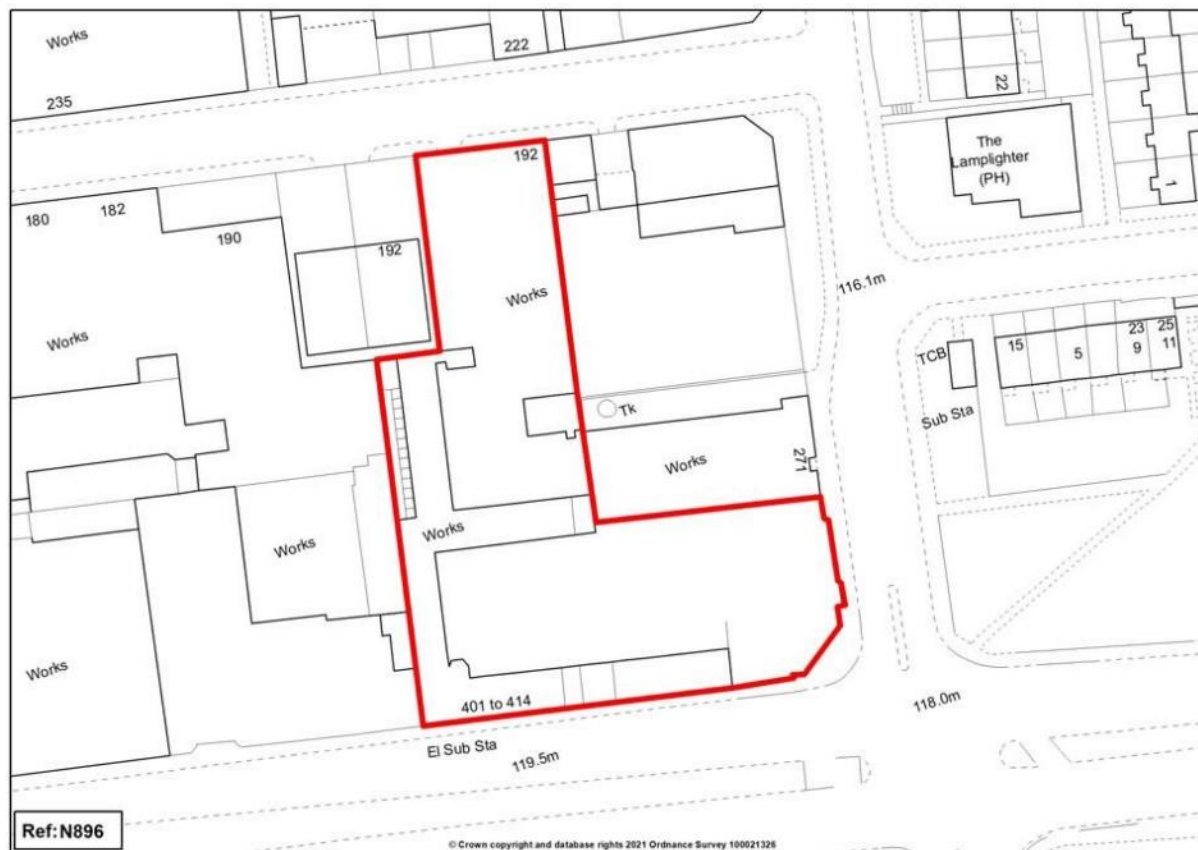 Works
222
235
22
The
Lamplighter
(PH)
1
192
180
182
190
192
Works
116.1m
Works
TCB
15
5
23
9
25
11
Sub Sta
Tk
Works
271
Works
Works
Works
401 to 414
118.0m
El Sub Sta
119.5m
Ref:N896
© Crown copyright and database rights 2021 Ordnance Survey 100021326